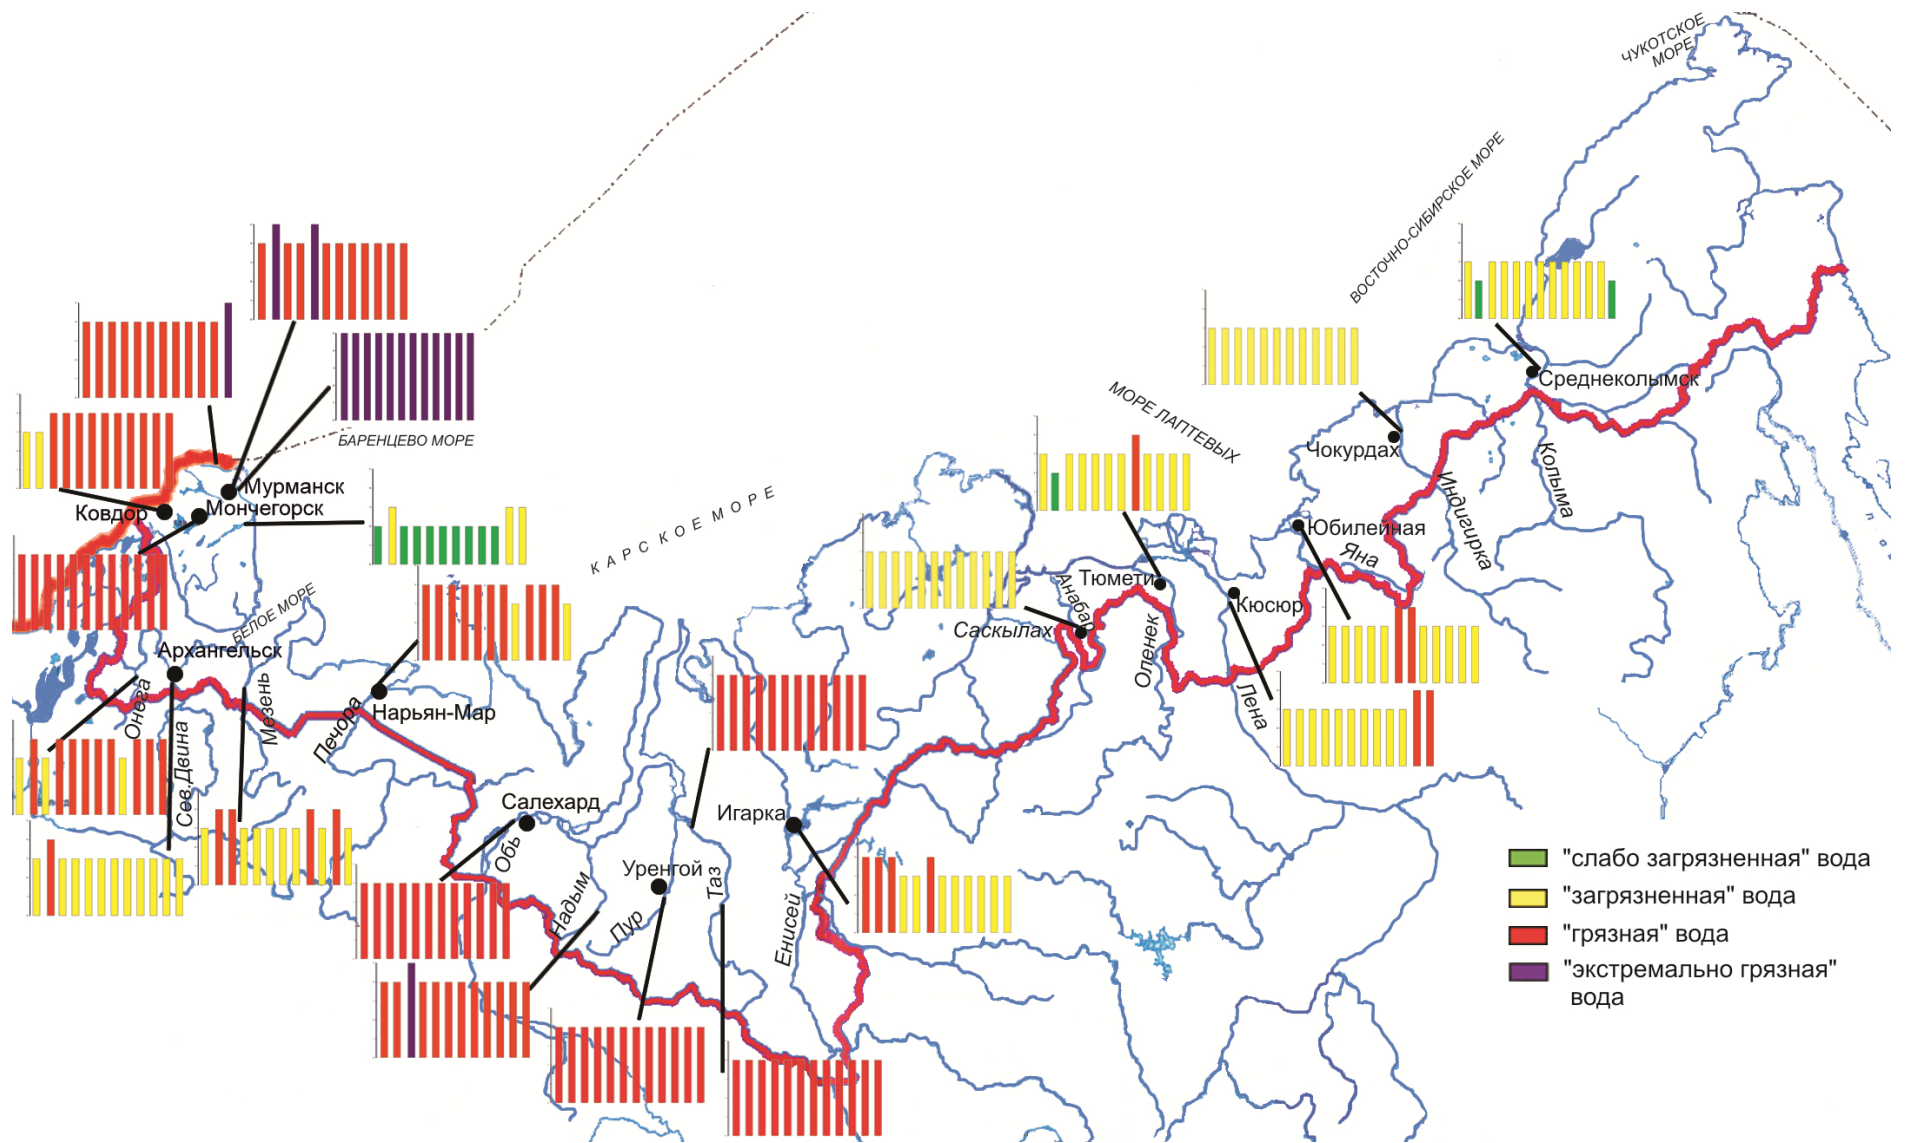 ЧУКОТСКОЕ
МОРЕ
ВОСТОЧНО-СИБИРСКОЕ МОРЕ
МОРЕ ЛАПТЕВЫХ
КАРСКОЕ МОРЕ
БАРЕНЦЕВО МОРЕ
БЕЛОЕ МОРЕ
Мурманск
Мончегорск
Ковдор
Архангельск
Онега
Сев.Двина
Мезень
Печора
Нарьян-Мар
Салехард
Обь
Надым
Пур
Уренгой
Таз
Игарка
Енисей
Саскылах
Анабар
Тюмети
Оленек
Кюсюр
Лена
Юбилейная
Яна
Чокурдах
Индигирка
Среднеколымск
Колыма
"слабо загрязненная" вода
"загрязненная" вода
"грязная" вода
"экстремально грязная"
вода